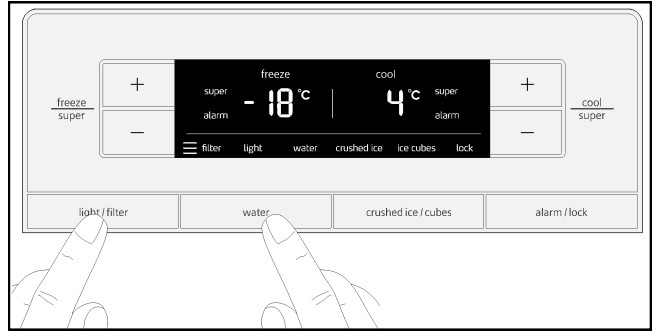 freeze cool
super -18°C 4°C super
alarm alarm
filter light water crushed ice ice cubes lock
+ +
freeze cool
super super
− −
light / filter water crushed ice / cubes alarm / lock